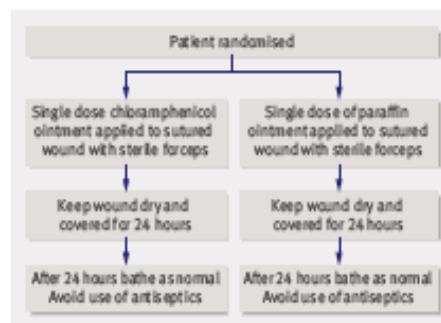 Patient randomised
Single dose chloramphenicol
ointment applied to sutured
wound with sterile forceps
Single dose of paraffin
ointment applied to sutured
wound with sterile forceps
Keep wound dry and
covered for 24 hours
Keep wound dry and
covered for 24 hours
After 24 hours bathe as normal
Avoid use of antiseptics
After 24 hours bathe as normal
Avoid use of antiseptics